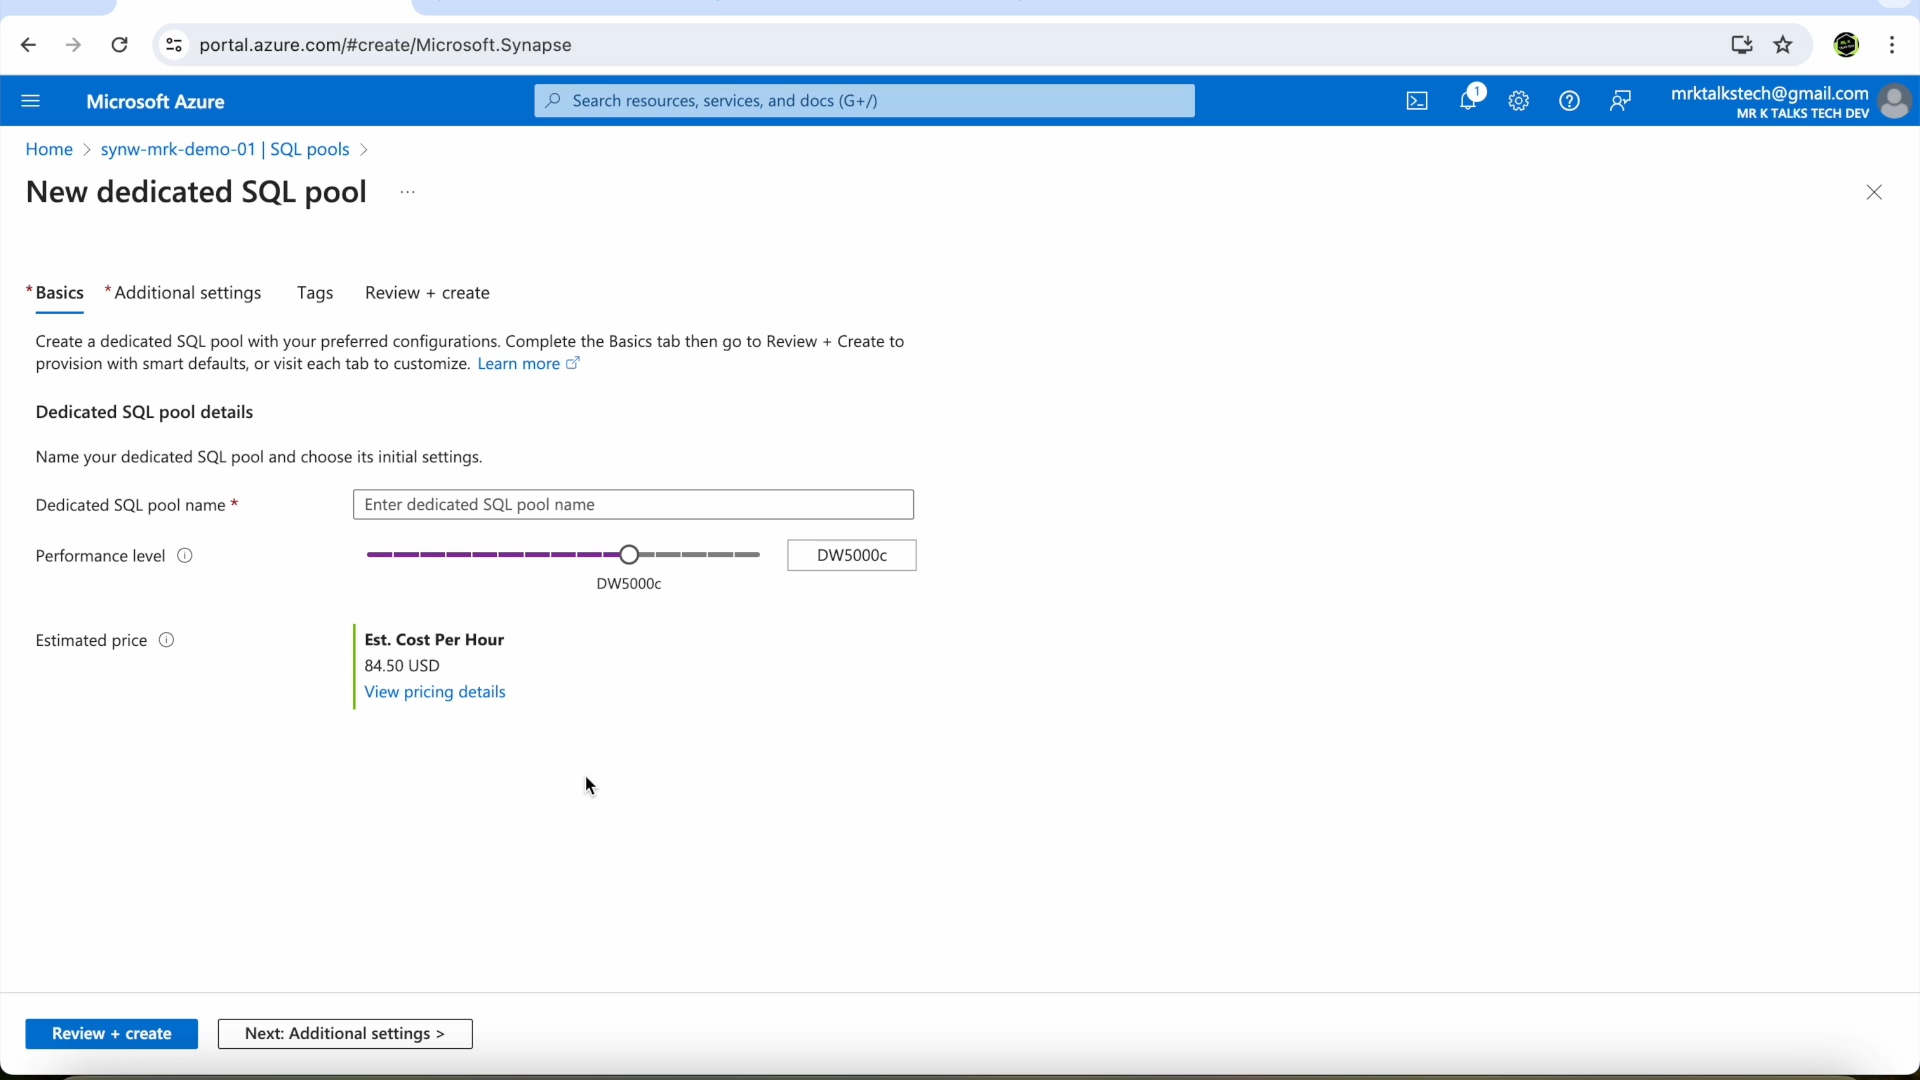 portal.azure.com/#create/Microsoft.Synapse
Microsoft Azure
Search resources, services, and docs (G+/)
1
mrktalkstech@gmail.com
MR K TALKS TECH DEV
Home > synw-mrk-demo-01 | SQL pools >
New dedicated SQL pool ...
* Basics * Additional settings Tags Review + create
Create a dedicated SQL pool with your preferred configurations. Complete the Basics tab then go to Review + Create to
provision with smart defaults, or visit each tab to customize. Learn more
Dedicated SQL pool details
Name your dedicated SQL pool and choose its initial settings.
Dedicated SQL pool name *
Enter dedicated SQL pool name
Performance level
DW5000c
DW5000c
Estimated price
Est. Cost Per Hour
84.50 USD
View pricing details
Review + create
Next: Additional settings >